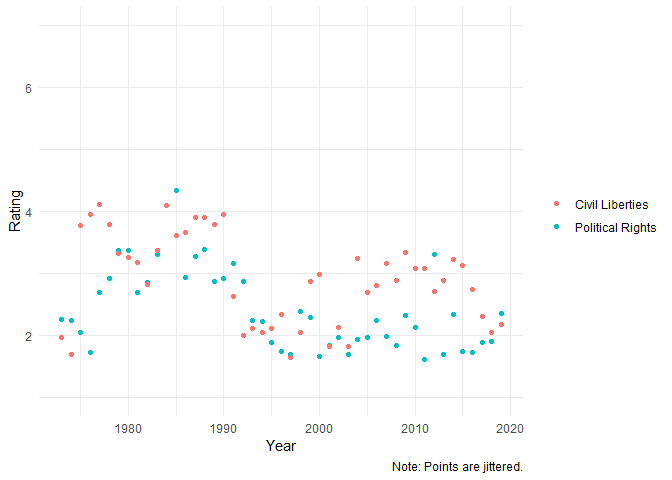 6
4
2
Rating
1980 1990 2000 2010 2020
Year
Civil Liberties
Political Rights
Note: Points are jittered.